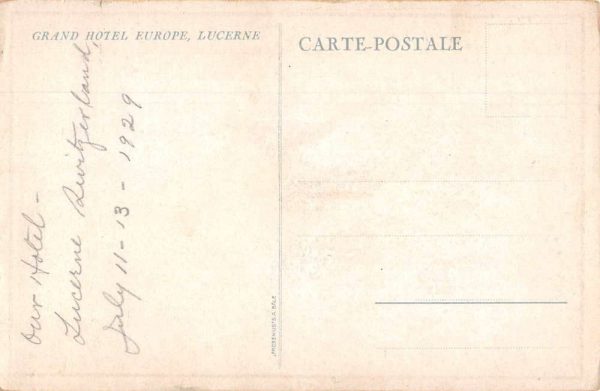 GRAND HOTEL EUROPE, LUCERNE
CARTE-POSTALE
Our Hotel -
Lucerne Switzerland,
July 11-13-1929